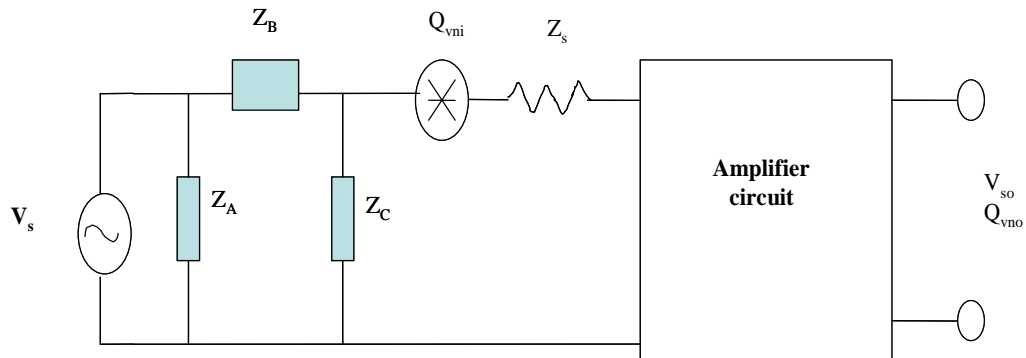 Z_B
Q_vni
Z_s
V_s
Z_A
Z_C
Amplifier
circuit
V_so
Q_vno